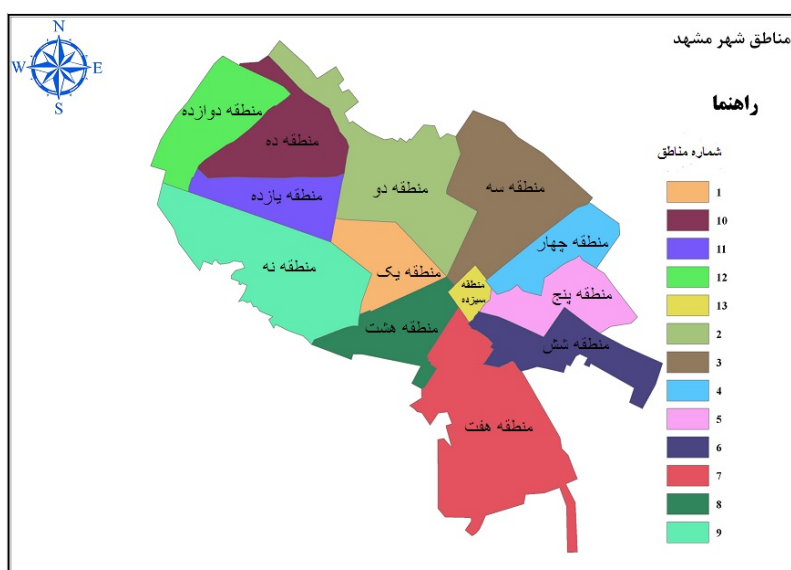 مناطق شهر مشهد
راهنما
شماره مناطق
1
10
11
12
13
2
3
4
5
6
7
8
9
N
W
E
S
منطقه دوازده
منطقه ده
منطقه یازده
منطقه دو
منطقه سه
منطقه چهار
منطقه نه
منطقه یک
منطقه
سیزده
منطقه پنج
منطقه هشت
منطقه شش
منطقه هفت